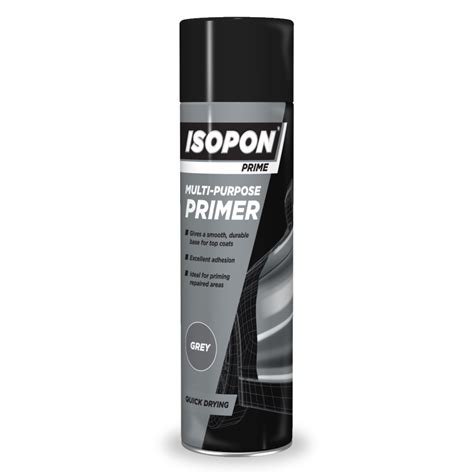 ISOPON®
PRIME
MULTI-PURPOSE
PRIMER
Gives a smooth, durable
base for top coats
Excellent adhesion
Ideal for priming
repaired areas
GREY
QUICK DRYING